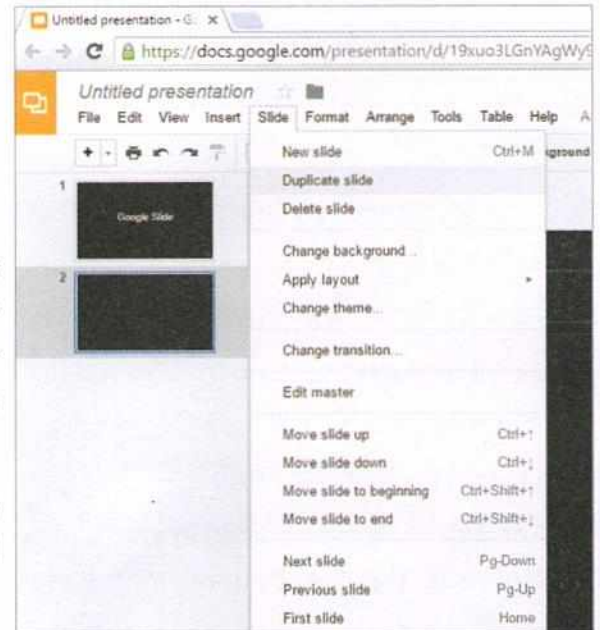 Untitled presentation - G
https://docs.google.com/presentation/d/19xuo3LGnYAgWy9
Untitled presentation
File Edit View Insert Slide Format Arrange Tools Table Help A
New slide Ctrl+M
Duplicate slide
Delete slide
Change background...
Apply layout
Change theme...
Change transition...
Edit master
Move slide up Ctrl+↑
Move slide down Ctrl+↓
Move slide to beginning Ctrl+Shift+↑
Move slide to end Ctrl+Shift+↓
Next slide Pg-Down
Previous slide Pg-Up
First slide Home
1
Google Slide
2